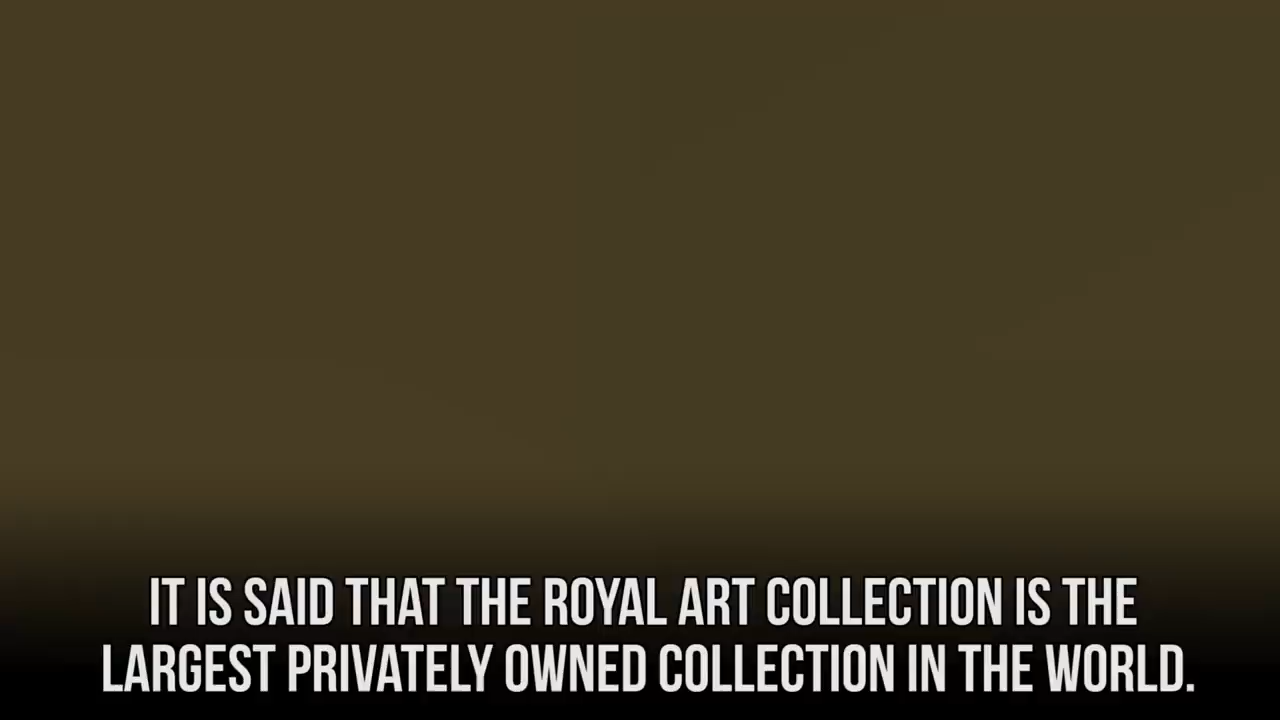 IT IS SAID THAT THE ROYAL ART COLLECTION IS THE
LARGEST PRIVATELY OWNED COLLECTION IN THE WORLD.